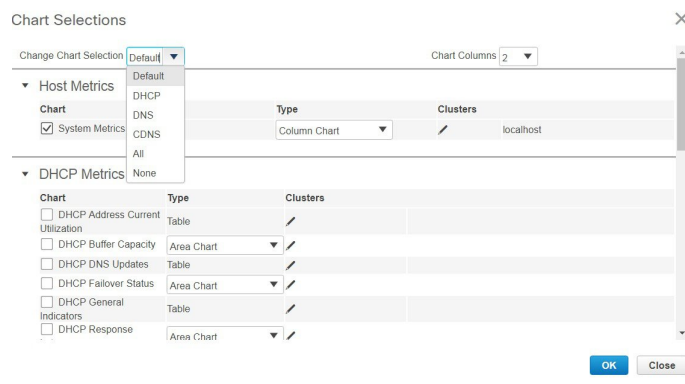 Chart Selections
Change Chart Selection Default
Chart Columns 2
Default
DHCP
DNS
CDNS
All
None
Host Metrics
Chart Type Clusters
System Metrics Column Chart localhost
DHCP Metrics
Chart Type Clusters
DHCP Address Current
Utilization
Table
DHCP Buffer Capacity Area Chart
DHCP DNS Updates Table
DHCP Failover Status Area Chart
DHCP General
Indicators
Table
DHCP Response
Area Chart
OK Close